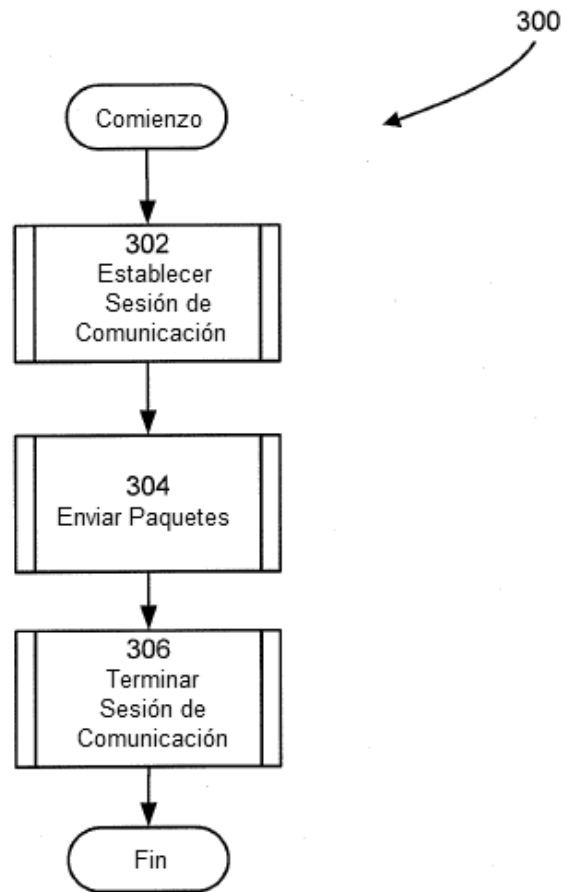 300
Comienzo
302
Establecer
Sesión de
Comunicación
304
Enviar Paquetes
306
Terminar
Sesión de
Comunicación
Fin